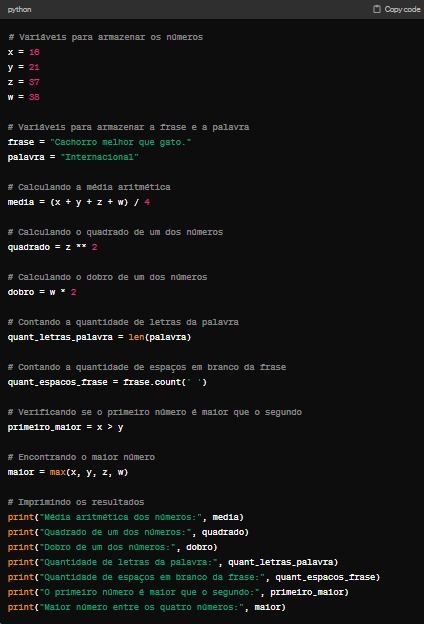 python
Copy code
# Variáveis para armazenar os números
x = 16
y = 21
z = 37
w = 38
# Variáveis para armazenar a frase e a palavra
frase = "Cachorro melhor que gato."
palavra = "Internacional"
# Calculando a média aritmética
media = (x + y + z + w) / 4
# Calculando o quadrado de um dos números
quadrado = z ** 2
# Calculando o dobro de um dos números
dobro = w * 2
# Contando a quantidade de letras da palavra
quant_letras_palavra = len(palavra)
# Contando a quantidade de espaços em branco da frase
quant_espacos_frase = frase.count(' ')
# Verificando se o primeiro número é maior que o segundo
primeiro_maior = x > y
# Encontrando o maior número
maior = max(x, y, z, w)
# Imprimindo os resultados
print("Média aritmética dos números:", media)
print("Quadrado de um dos números:", quadrado)
print("Dobro de um dos números:", dobro)
print("Quantidade de letras da palavra:", quant_letras_palavra)
print("Quantidade de espaços em branco da frase:", quant_espacos_frase)
print("O primeiro número é maior que o segundo:", primeiro_maior)
print("Maior número entre os quatro números:", maior)